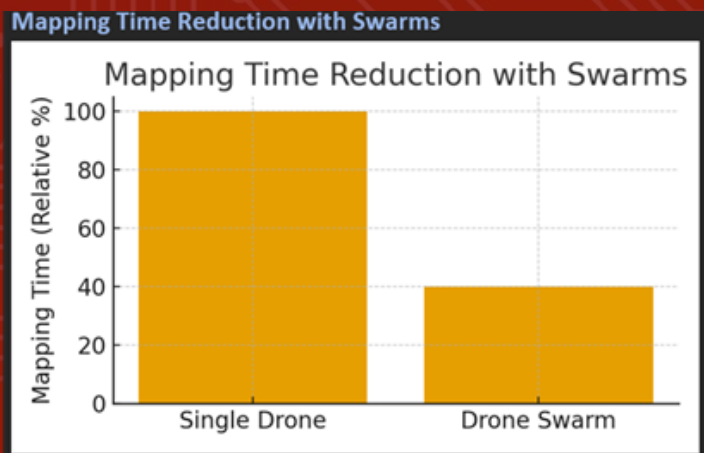 Mapping Time Reduction with Swarms
Mapping Time Reduction with Swarms
Mapping Time (Relative %)
100
80
60
40
20
0
Single Drone
Drone Swarm